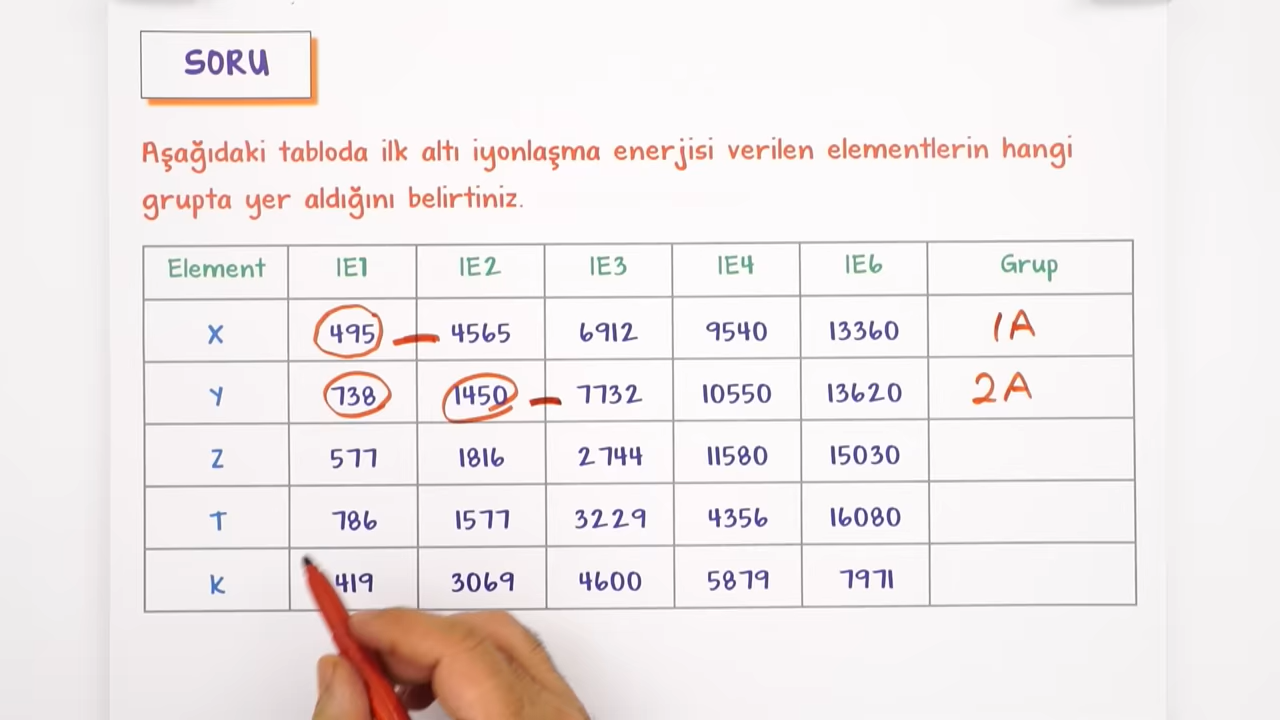 SORU
Aşağıdaki tabloda ilk altı iyonlaşma enerjisi verilen elementlerin hangi
grupta yer aldığını belirtiniz.
Element IE1 IE2 IE3 IE4 IE6 Grup
X 495 4565 6912 9540 13360 1A
Y 738 1450 7732 10550 13620 2A
Z 577 1816 2744 11580 15030
T 786 1577 3229 4356 16080
K 419 3069 4600 5879 7971